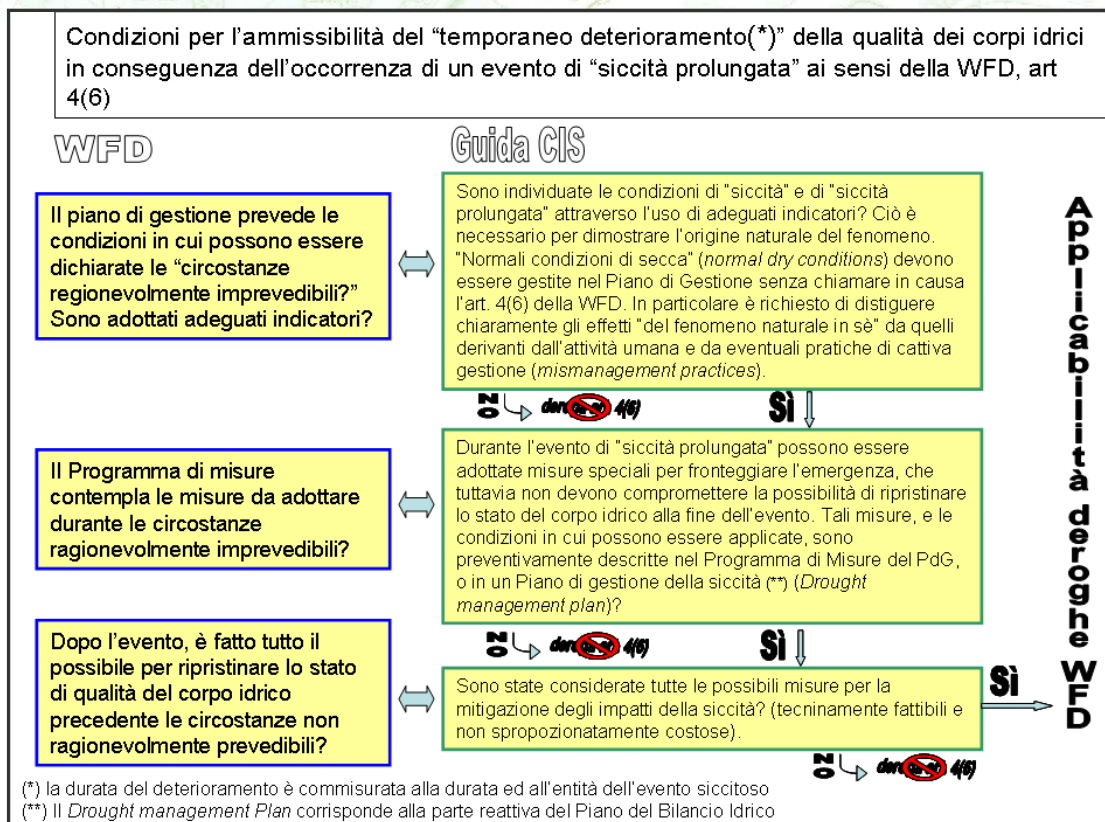 Condizioni per l'ammissibilità del "temporaneo deterioramento(*)" della qualità dei corpi idrici
in conseguenza dell'occorrenza di un evento di "siccità prolungata" ai sensi della WFD, art
4(6)
WFD
Guida CIS
Il piano di gestione prevede le
condizioni in cui possono essere
dichiarate le "circostanze
regionevolmente imprevedibili?"
Sono adottati adeguati indicatori?
Sono individuate le condizioni di "siccità" e di "siccità
prolungata" attraverso l'uso di adeguati indicatori? Ciò è
necessario per dimostrare l'origine naturale del fenomeno.
"Normali condizioni di secca" (normal dry conditions) devono
essere gestite nel Piano di Gestione senza chiamare in causa
l'art. 4(6) della WFD. In particolare è richiesto di distiguere
chiaramente gli effetti "del fenomeno naturale in sè" da quelli
derivanti dall'attività umana e da eventuali pratiche di cattiva
gestione (mismanagement practices).
NO
4(6)
Sì
Il Programma di misure
contempla le misure da adottare
durante le circostanze
ragionevolmente imprevedibili?
Durante l'evento di "siccità prolungata" possono essere
adottate misure speciali per fronteggiare l'emergenza, che
tuttavia non devono compromettere la possibilità di ripristinare
lo stato del corpo idrico alla fine dell'evento. Tali misure, e le
condizioni in cui possono essere applicate, sono
preventivamente descritte nel Programma di Misure del PdG,
o in un Piano di gestione della siccità (**) (Drought
management plan)?
NO
4(6)
Sì
Dopo l'evento, è fatto tutto il
possibile per ripristinare lo stato
di qualità del corpo idrico
precedente le circostanze non
ragionevolmente prevedibili?
Sono state considerate tutte le possibili misure per la
mitigazione degli impatti della siccità? (tecninamente fattibili e
non spropozionatamente costose).
NO
4(6)
Sì
Applicabilità deroghe WFD
(*) la durata del deterioramento è commisurata alla durata ed all'entità dell'evento siccitoso
(**) Il Drought management Plan corrisponde alla parte reattiva del Piano del Bilancio Idrico